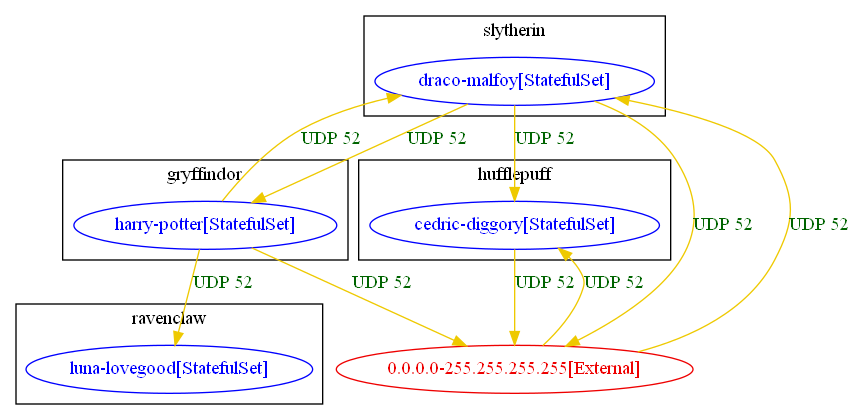 slytherin
draco-malfoy[StatefulSet]
UDP 52
UDP 52
UDP 52
gryffindor
hufflepuff
harry-potter[StatefulSet]
cedric-diggory[StatefulSet]
UDP 52
UDP 52
UDP 52
UDP 52
UDP 52
UDP 52
ravenclaw
luna-lovegood[StatefulSet]
0.0.0.0-255.255.255.255[External]